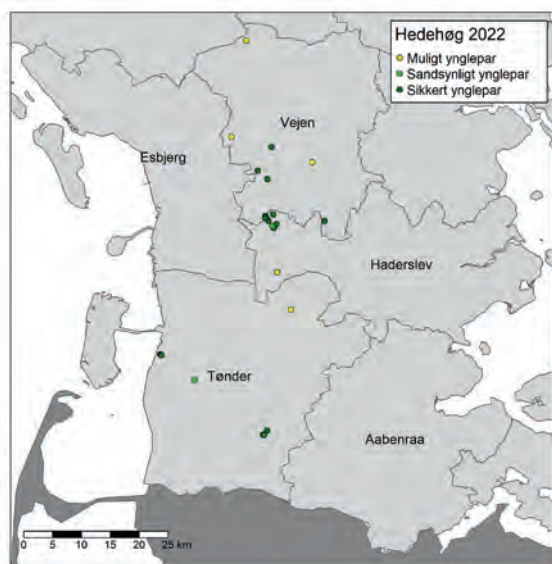 Hedehøg 2022
Muligt ynglepar
Sandsynligt ynglepar
Sikkert ynglepar
Vejen
Esbjerg
Haderslev
Tønder
Aabenraa
0 5 10 15 20 25 km